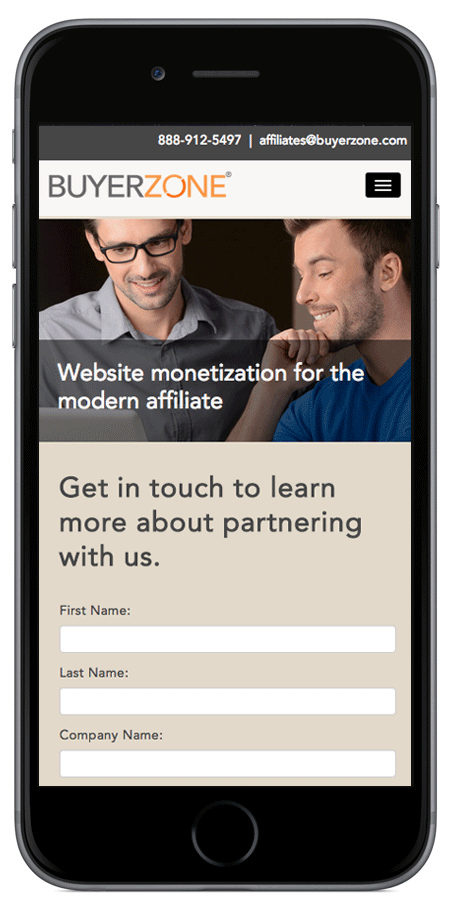 888-912-5497 | affiliates@buyerzone.com
BUYERZONE®
Website monetization for the
modern affiliate
Get in touch to learn
more about partnering
with us.
First Name:
Last Name:
Company Name: